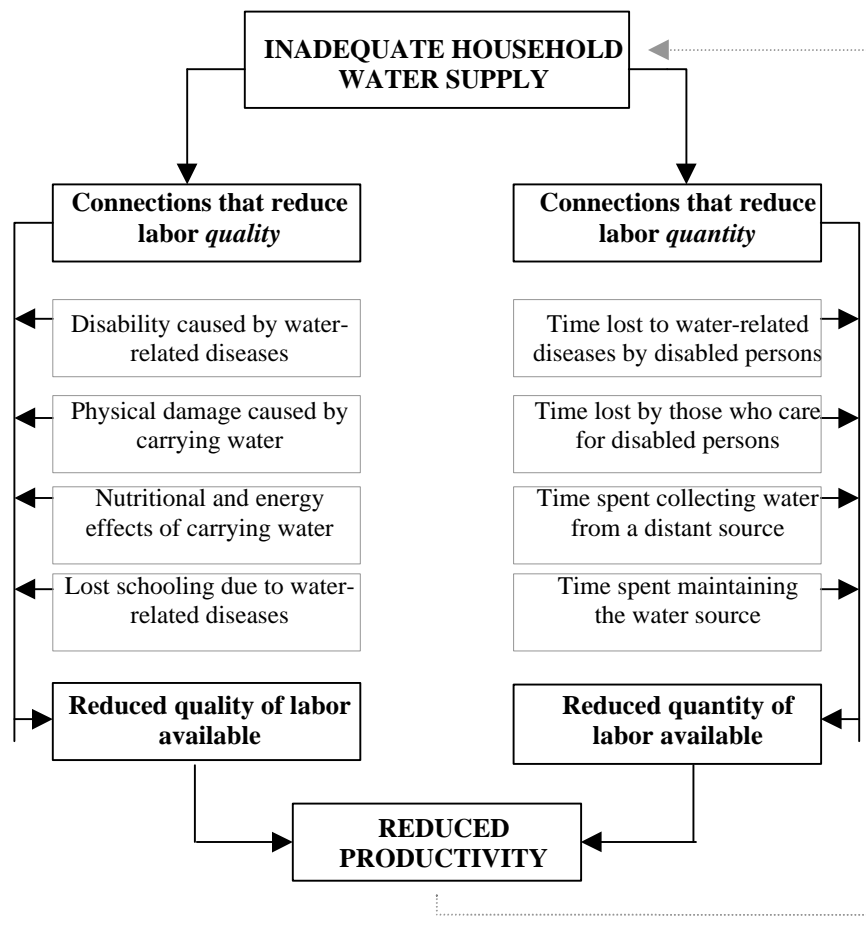 INADEQUATE HOUSEHOLD
WATER SUPPLY
Connections that reduce
labor quality
Connections that reduce
labor quantity
Disability caused by water-
related diseases
Time lost to water-related
diseases by disabled persons
Physical damage caused by
carrying water
Time lost by those who care
for disabled persons
Nutritional and energy
effects of carrying water
Time spent collecting water
from a distant source
Lost schooling due to water-
related diseases
Time spent maintaining
the water source
Reduced quality of labor
available
Reduced quantity of
labor available
REDUCED
PRODUCTIVITY